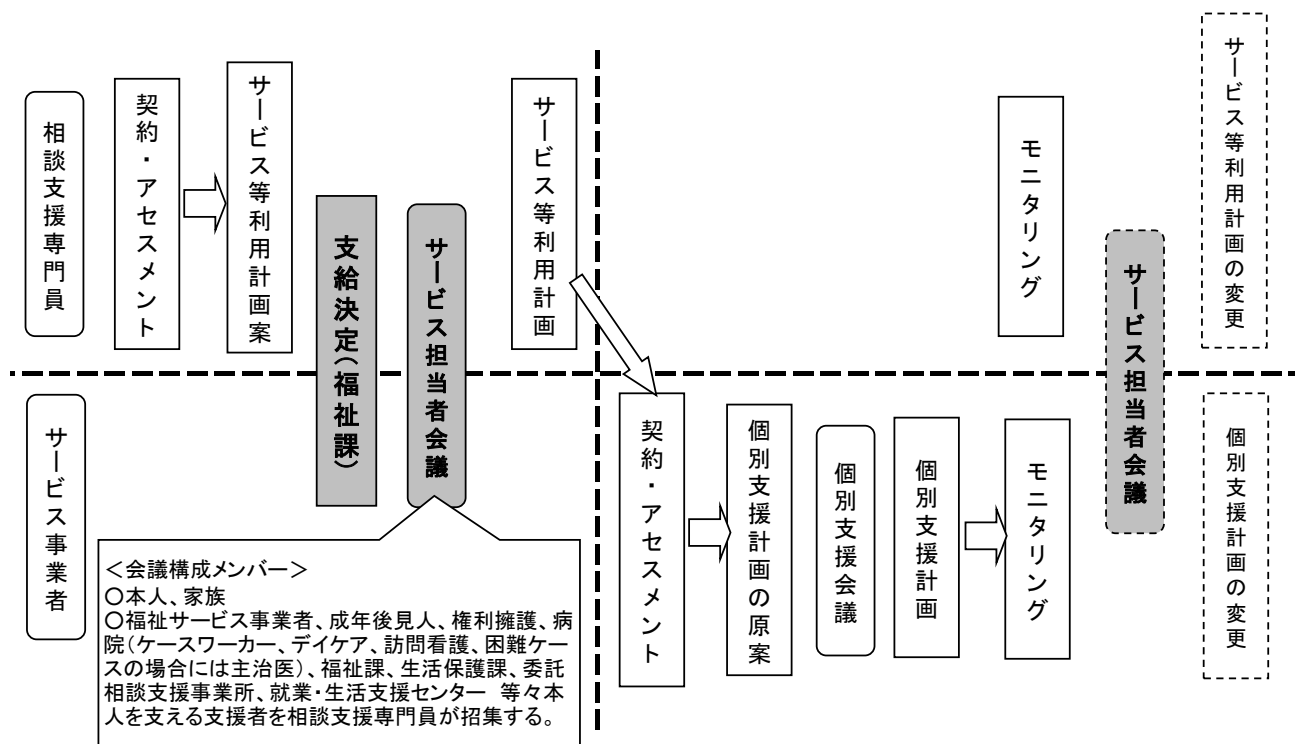 相談支援専門員
契約・アセスメント
サービス等利用計画案
支給決定(福祉課)
サービス担当者会議
サービス等利用計画
モニタリング
サービス担当者会議
サービス等利用計画の変更
サービス事業者
<会議構成メンバー>
○本人、家族
○福祉サービス事業者、成年後見人、権利擁護、病
院(ケースワーカー、デイケア、訪問看護、困難ケー
スの場合には主治医)、福祉課、生活保護課、委託
相談支援事業所、就業・生活支援センター 等々本
人を支える支援者を相談支援専門員が招集する。
契約・アセスメント
個別支援計画の原案
個別支援会議
個別支援計画
モニタリング
個別支援計画の変更